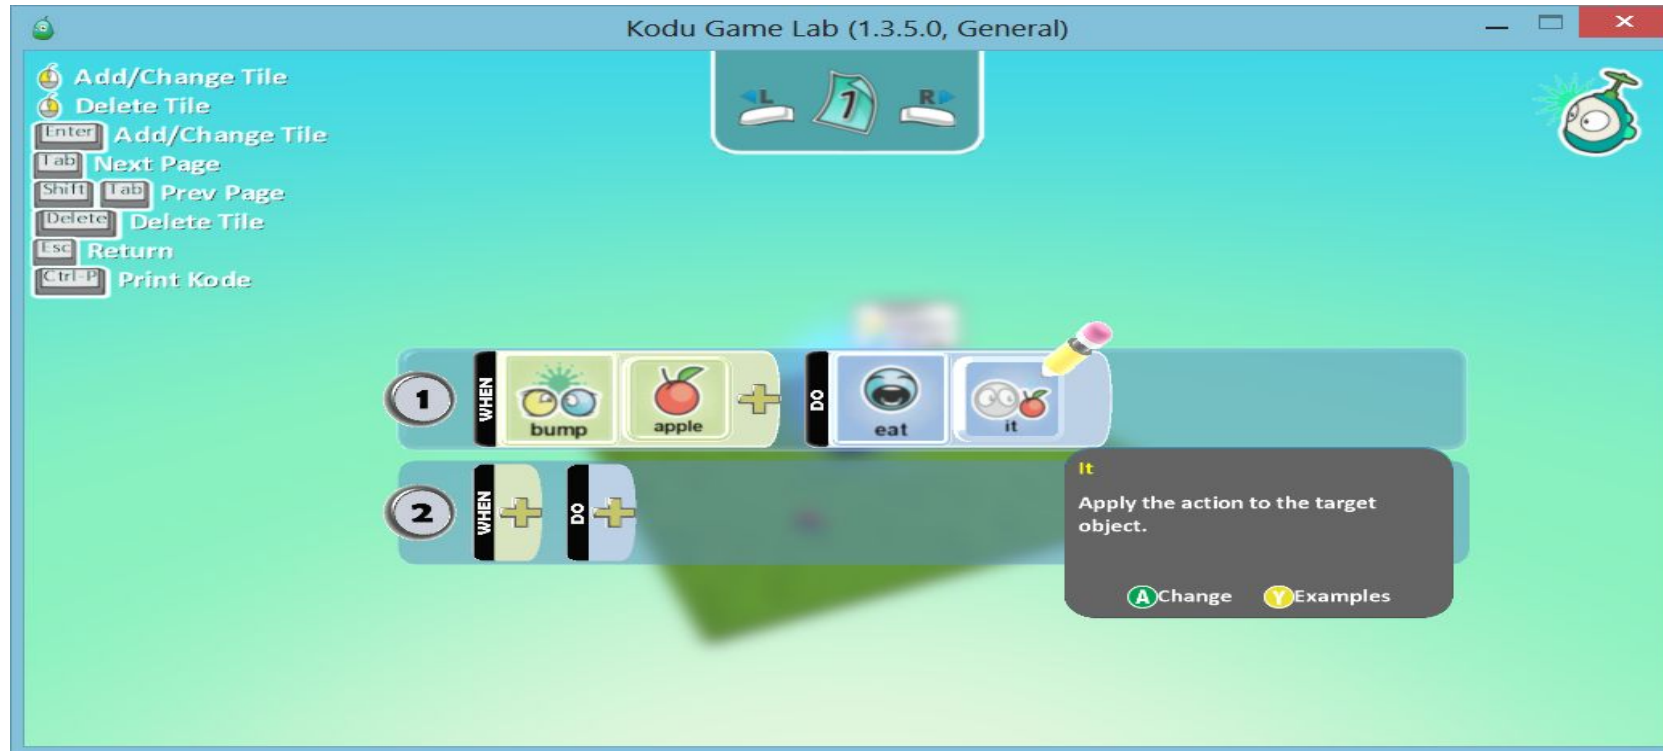 Kodu Game Lab (1.3.5.0, General)
Add/Change Tile
Delete Tile
Enter Add/Change Tile
Tab Next Page
Shift Tab Prev Page
Delete Delete Tile
Esc Return
Ctrl-P Print Kode
L 1 R
1 WHEN bump apple DO eat it
2 WHEN DO
It
Apply the action to the target
object.
A Change Y Examples